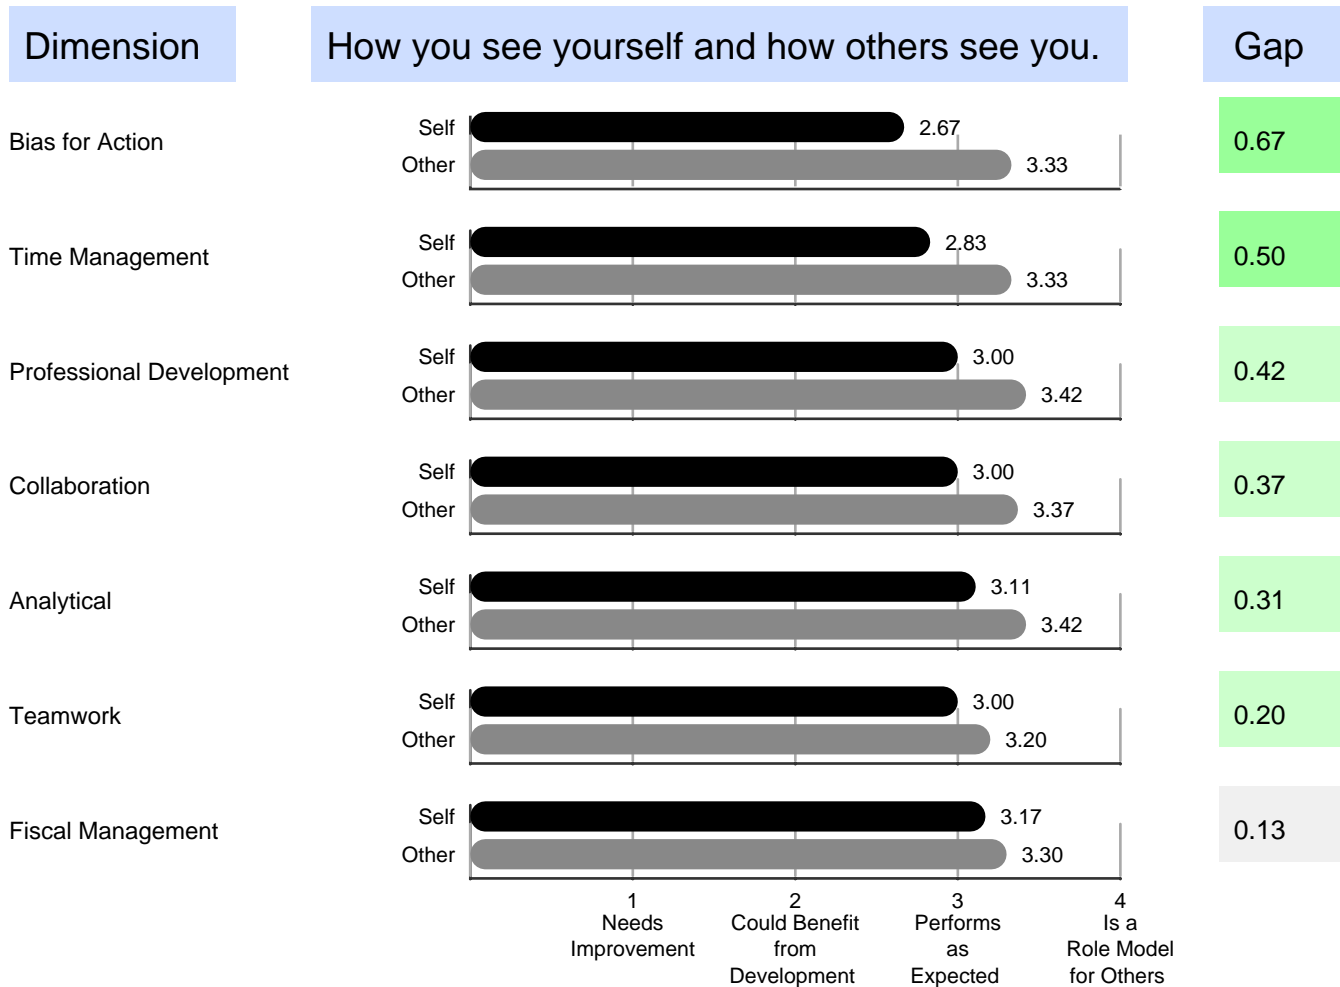 Dimension
How you see yourself and how others see you.
Gap
Bias for Action
Self
2.67
Other
3.33
0.67
Time Management
Self
2.83
Other
3.33
0.50
Professional Development
Self
3.00
Other
3.42
0.42
Collaboration
Self
3.00
Other
3.37
0.37
Analytical
Self
3.11
Other
3.42
0.31
Teamwork
Self
3.00
Other
3.20
0.20
Fiscal Management
Self
3.17
Other
3.30
0.13
1
Needs
Improvement
2
Could Benefit
from
Development
3
Performs
as
Expected
4
Is a
Role Model
for Others